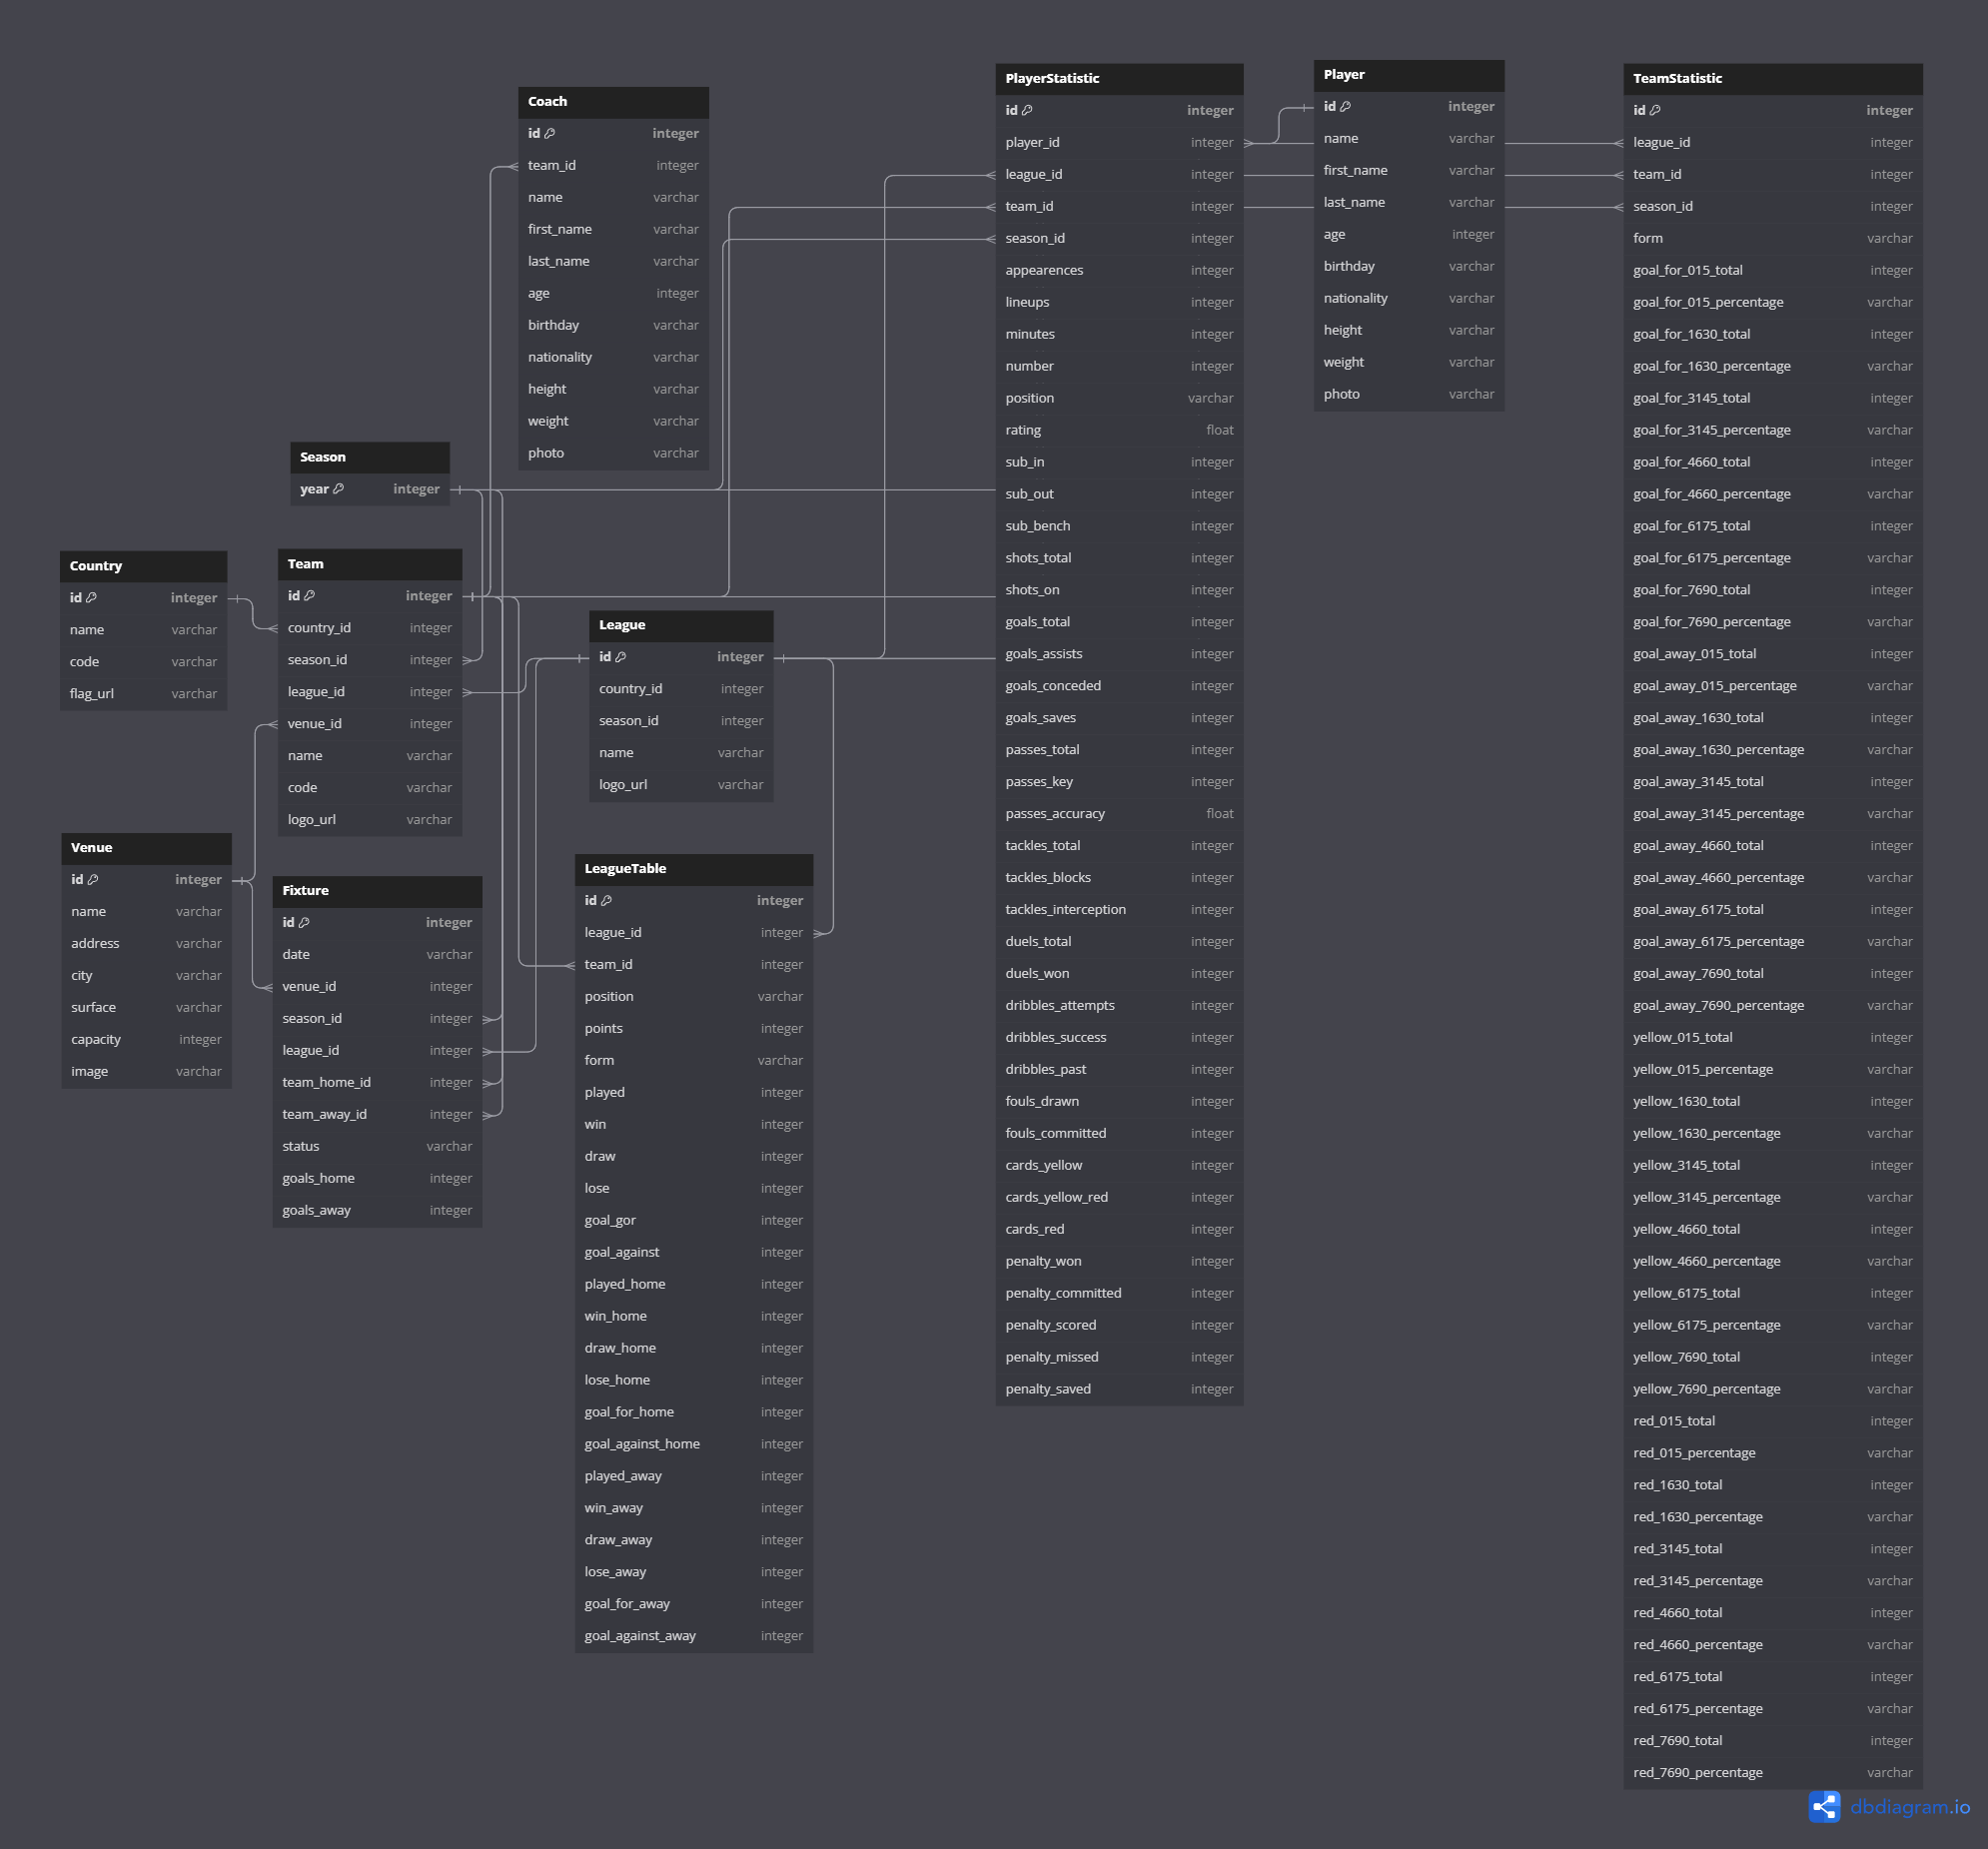 Coach
id integer
team_id integer
name varchar
first_name varchar
last_name varchar
age integer
birthday varchar
nationality varchar
height varchar
weight varchar
photo varchar
Season
year integer
Country
id integer
name varchar
code varchar
flag_url varchar
Team
id integer
country_id integer
season_id integer
league_id integer
venue_id integer
name varchar
code varchar
logo_url varchar
League
id integer
country_id integer
season_id integer
name varchar
logo_url varchar
Venue
id integer
name varchar
address varchar
city varchar
surface varchar
capacity integer
image varchar
Fixture
id integer
date varchar
venue_id integer
season_id integer
league_id integer
team_home_id integer
team_away_id integer
status varchar
goals_home integer
goals_away integer
LeagueTable
id integer
league_id integer
team_id integer
position varchar
points integer
form varchar
played integer
win integer
draw integer
lose integer
goal_gor integer
goal_against integer
played_home integer
win_home integer
draw_home integer
lose_home integer
goal_for_home integer
goal_against_home integer
played_away integer
win_away integer
draw_away integer
lose_away integer
goal_for_away integer
goal_against_away integer
PlayerStatistic
id integer
player_id integer
league_id integer
team_id integer
season_id integer
appearences integer
lineups integer
minutes integer
number integer
position varchar
rating float
sub_in integer
sub_out integer
sub_bench integer
shots_total integer
shots_on integer
goals_total integer
goals_assists integer
goals_conceded integer
goals_saves integer
passes_total integer
passes_key integer
passes_accuracy float
tackles_total integer
tackles_blocks integer
tackles_interception integer
duels_total integer
duels_won integer
dribbles_attempts integer
dribbles_success integer
dribbles_past integer
fouls_drawn integer
fouls_committed integer
cards_yellow integer
cards_yellow_red integer
cards_red integer
penalty_won integer
penalty_committed integer
penalty_scored integer
penalty_missed integer
penalty_saved integer
Player
id integer
name varchar
first_name varchar
last_name varchar
age integer
birthday varchar
nationality varchar
height varchar
weight varchar
photo varchar
TeamStatistic
id integer
league_id integer
team_id integer
season_id integer
form varchar
goal_for_015_total integer
goal_for_015_percentage varchar
goal_for_1630_total integer
goal_for_1630_percentage varchar
goal_for_3145_total integer
goal_for_3145_percentage varchar
goal_for_4660_total integer
goal_for_4660_percentage varchar
goal_for_6175_total integer
goal_for_6175_percentage varchar
goal_for_7690_total integer
goal_for_7690_percentage varchar
goal_away_015_total integer
goal_away_015_percentage varchar
goal_away_1630_total integer
goal_away_1630_percentage varchar
goal_away_3145_total integer
goal_away_3145_percentage varchar
goal_away_4660_total integer
goal_away_4660_percentage varchar
goal_away_6175_total integer
goal_away_6175_percentage varchar
goal_away_7690_total integer
goal_away_7690_percentage varchar
yellow_015_total integer
yellow_015_percentage varchar
yellow_1630_total integer
yellow_1630_percentage varchar
yellow_3145_total integer
yellow_3145_percentage varchar
yellow_4660_total integer
yellow_4660_percentage varchar
yellow_6175_total integer
yellow_6175_percentage varchar
yellow_7690_total integer
yellow_7690_percentage varchar
red_015_total integer
red_015_percentage varchar
red_1630_total integer
red_1630_percentage varchar
red_3145_total integer
red_3145_percentage varchar
red_4660_total integer
red_4660_percentage varchar
red_6175_total integer
red_6175_percentage varchar
red_7690_total integer
red_7690_percentage varchar
dbdiagram.io